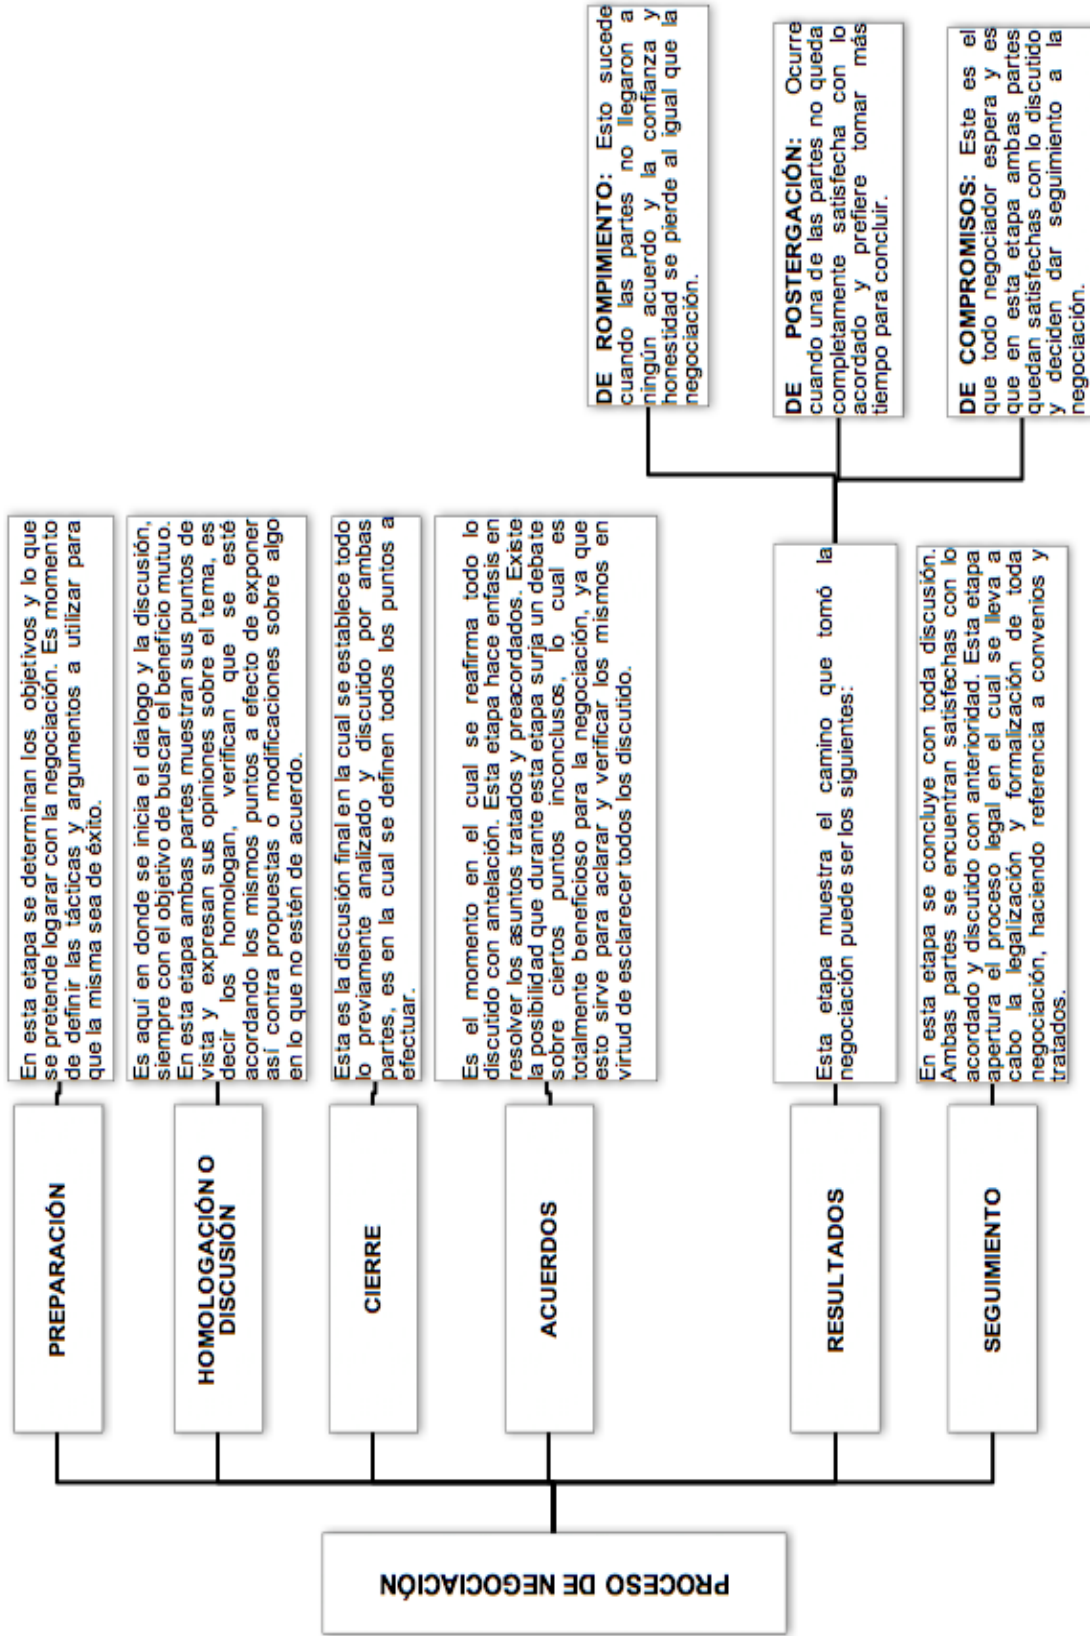 PROCESO DE NEGOCIACIÓN
PREPARACIÓN
En esta etapa se determinan los objetivos y lo que
se pretende logarar con la negociación. Es momento
de definir las tácticas y argumentos a utilizar para
que la misma sea de éxito.
HOMOLOGACIÓN O
DISCUSIÓN
Es aquí en donde se inicia el dialogo y la discusión,
siempre con el objetivo de buscar el beneficio mutuo.
En esta etapa ambas partes muestran sus puntos de
vista y expresan sus opiniones sobre el tema, es
decir los homologan, verifican que se esté
acordando los mismos puntos a efecto de exponer
así contra propuestas o modificaciones sobre algo
en lo que no estén de acuerdo.
CIERRE
Esta es la discusión final en la cual se establece todo
lo previamente analizado y discutido por ambas
partes, es en la cual se definen todos los puntos a
efectuar.
ACUERDOS
Es el momento en el cual se reafirma todo lo
discutido con antelación. Esta etapa hace enfasis en
resolver los asuntos tratados y preacordados. Existe
la posibilidad que durante esta etapa surja un debate
sobre ciertos puntos inconclusos, lo cual es
totalmente beneficioso para la negociación, ya que
esto sirve para aclarar y verificar los mismos en
virtud de esclarecer todos los discutido.
RESULTADOS
Esta etapa muestra el camino que tomó la
negociación puede ser los siguientes:
DE ROMPIMIENTO: Esto sucede
cuando las partes no llegaron a
ningún acuerdo y la confianza y
honestidad se pierde al igual que la
negociación.
DE POSTERGACIÓN: Ocurre
cuando una de las partes no queda
completamente satisfecha con lo
acordado y prefiere tomar más
tiempo para concluir.
DE COMPROMISOS: Este es el
que todo negociador espera y es
que en esta etapa ambas partes
quedan satisfechas con lo discutido
y deciden dar seguimiento a la
negociación.
SEGUIMIENTO
En esta etapa se concluye con toda discusión.
Ambas partes se encuentran satisfechas con lo
acordado y discutido con anterioridad. Esta etapa
apertura el proceso legal en el cual se lleva a
cabo la legalización y formalización de toda
negociación, haciendo referencia a convenios y
tratados.